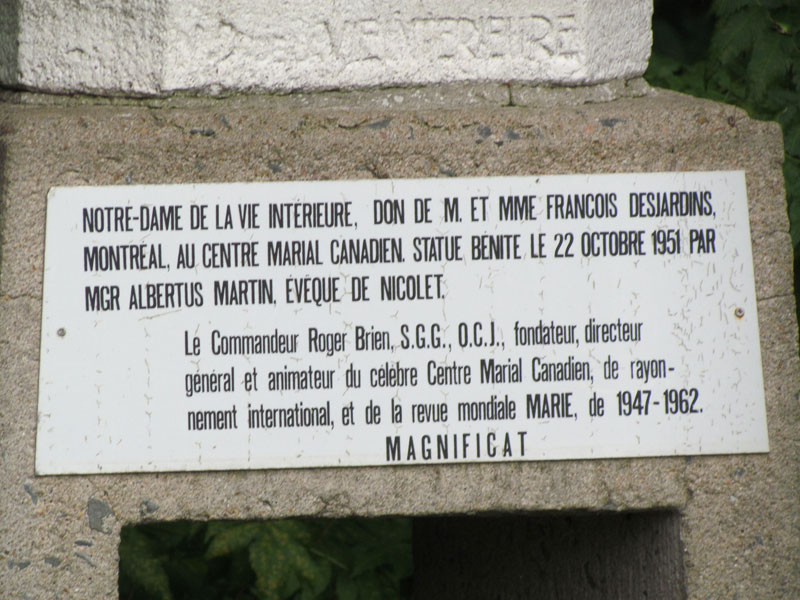 NOTRE-DAME DE LA VIE INTÉRIEURE, DON DE M. ET MME FRANCOIS DESJARDINS,
MONTRÉAL, AU CENTRE MARIAL CANADIEN. STATUE BÉNITE LE 22 OCTOBRE 1951 PAR
MGR ALBERTUS MARTIN, ÉVÊQUE DE NICOLET.
Le Commandeur Roger Brien, S.G.G., O.C.J., fondateur, directeur
général et animateur du célèbre Centre Marial Canadien, de rayon-
nement international, et de la revue mondiale MARIE, de 1947-1962.
MAGNIFICAT